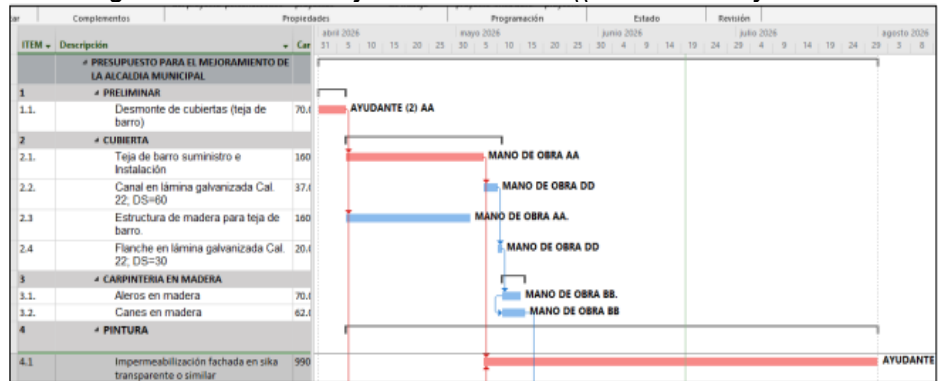 Complementos Propiedades Programación Estado Revisión
abril 2026 mayo 2026 junio 2026 julio 2026 agosto 2026
ITEM Descripción Car 31 5 10 15 20 25 30 5 10 15 20 25 30 4 9 14 19 24 29 4 9 14 19 24 29 3 8
PRESUPUESTO PARA EL MEJORAMIENTO DE
LA ALCALDIA MUNICIPAL
1 PRELIMINAR
1.1. Desmonte de cubiertas (teja de 70.0 AYUDANTE (2) AA
barro)
2 CUBIERTA
2.1. Teja de barro suministro e 160 MANO DE OBRA AA
Instalación
2.2. Canal en lámina galvanizada Cal. 37.0 MANO DE OBRA DD
22; DS=60
2.3 Estructura de madera para teja de 160 MANO DE OBRA AA.
barro.
2.4 Flanche en lámina galvanizada Cal. 20.0 MANO DE OBRA DD
22; DS=30
3 CARPINTERIA EN MADERA
3.1. Aleros en madera 70.0 MANO DE OBRA BB.
3.2. Canes en madera 62.0 MANO DE OBRA BB
4 PINTURA
4.1 Impermeabilización fachada en sika 990 AYUDANTE
transparente o similar